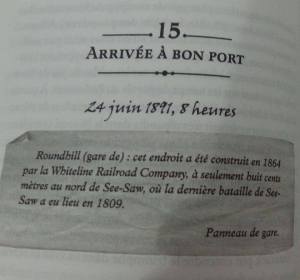 15
ARRIVÉE À BON PORT
24 juin 1891, 8 heures
Roundhill (gare de) : cet endroit a été construit en 1864
par la Whiteline Railroad Company, à seulement huit cents
mètres au nord de See-Saw, où la dernière bataille de See-
Saw a eu lieu en 1809.
Panneau de gare.